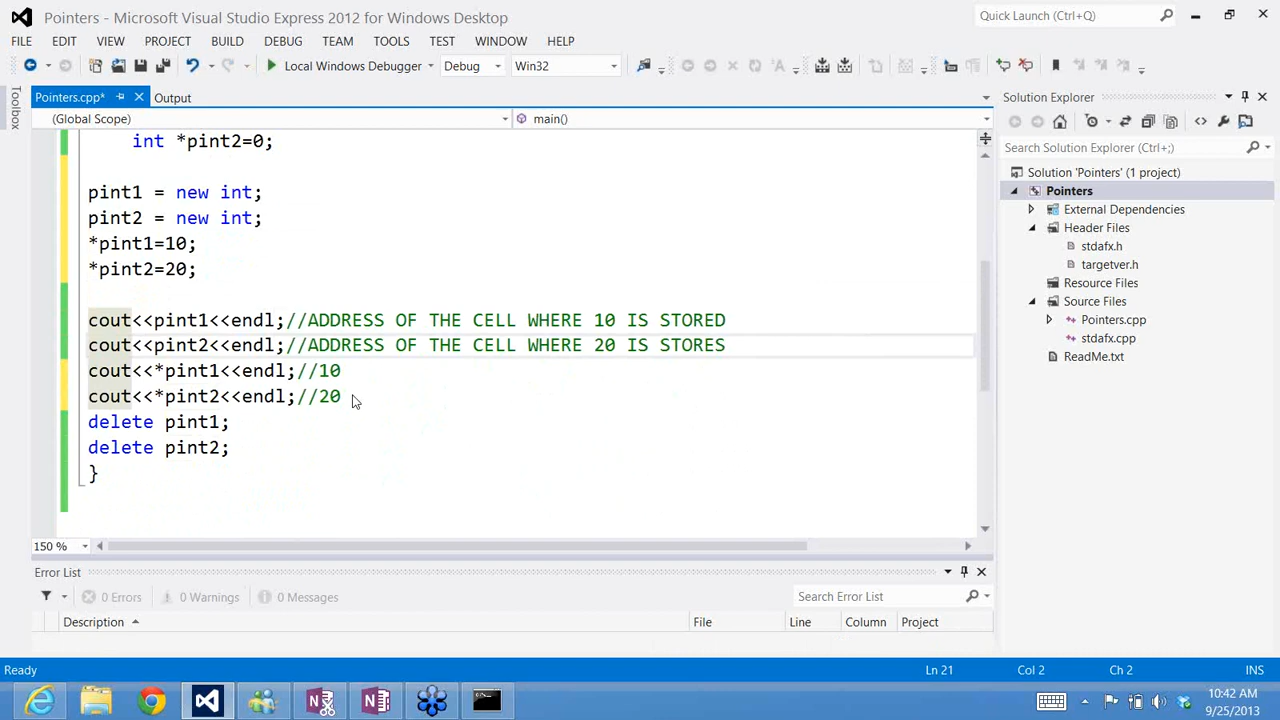 Pointers - Microsoft Visual Studio Express 2012 for Windows Desktop
Quick Launch (Ctrl+Q)
FILE EDIT VIEW PROJECT BUILD DEBUG TEAM TOOLS TEST WINDOW HELP
Local Windows Debugger Debug Win32
Toolbox
Pointers.cpp* Output
(Global Scope) main()
int *pint2=0;
pint1 = new int;
pint2 = new int;
*pint1=10;
*pint2=20;
cout<<pint1<<endl;//ADDRESS OF THE CELL WHERE 10 IS STORED
cout<<pint2<<endl;//ADDRESS OF THE CELL WHERE 20 IS STORES
cout<<*pint1<<endl;//10
cout<<*pint2<<endl;//20
delete pint1;
delete pint2;
}
150 %
Solution Explorer
Search Solution Explorer (Ctrl+;)
Solution 'Pointers' (1 project)
Pointers
External Dependencies
Header Files
stdafx.h
targetver.h
Resource Files
Source Files
Pointers.cpp
stdafx.cpp
ReadMe.txt
Error List
0 Errors 0 Warnings 0 Messages
Search Error List
Description File Line Column Project
Ready Ln 21 Col 2 Ch 2 INS
10:42 AM
9/25/2013